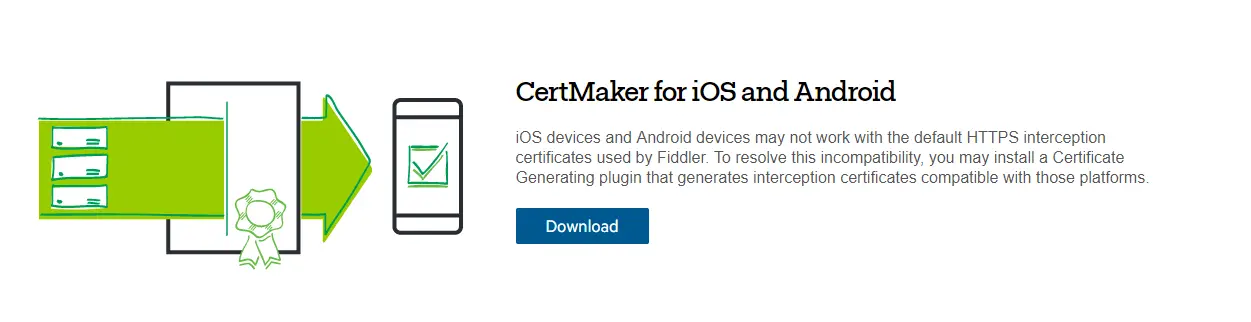 CertMaker for iOS and Android
iOS devices and Android devices may not work with the default HTTPS interception
certificates used by Fiddler. To resolve this incompatibility, you may install a Certificate
Generating plugin that generates interception certificates compatible with those platforms.
Download